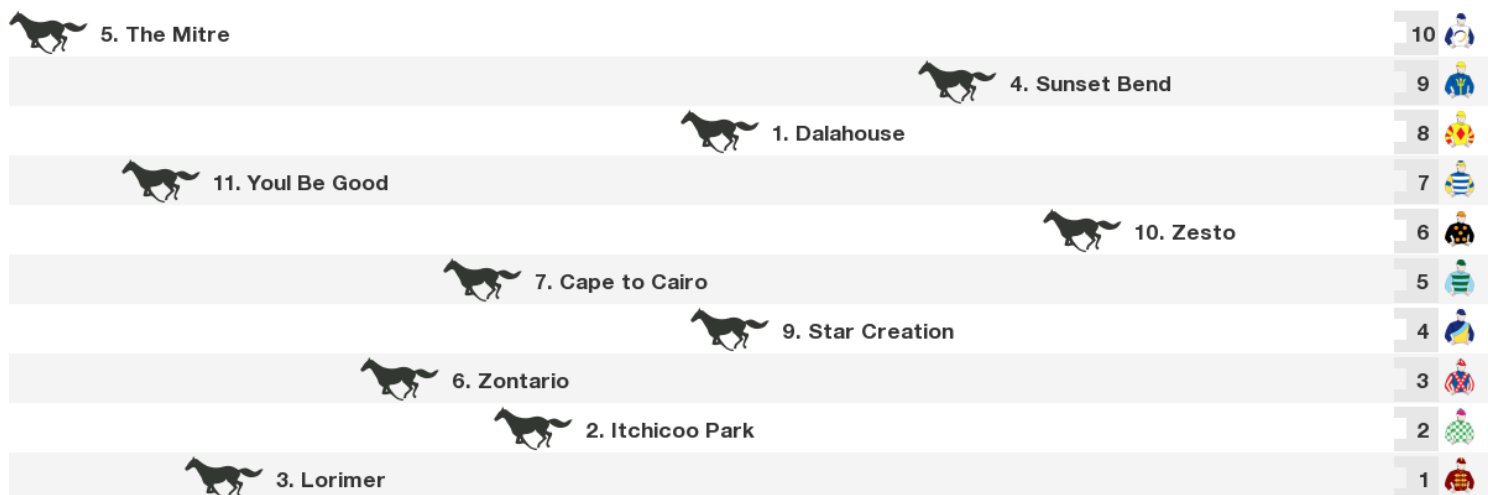 5. The Mitre 10
4. Sunset Bend 9
1. Dalahouse 8
11. Youl Be Good 7
10. Zesto 6
7. Cape to Cairo 5
9. Star Creation 4
6. Zontario 3
2. Itchicoo Park 2
3. Lorimer 1